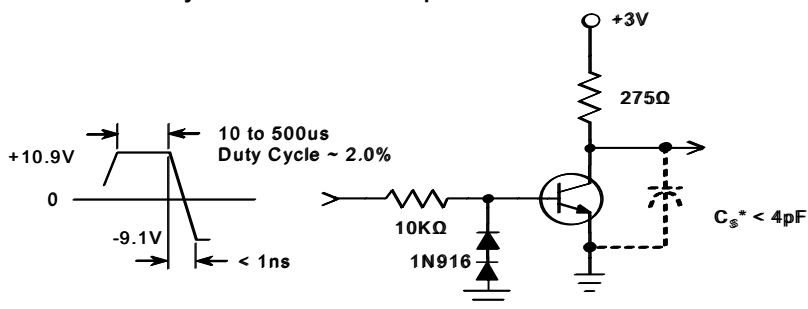 +3V
275Ω
10 to 500us
Duty Cycle ~ 2.0%
+10.9V
0
-9.1V
< 1ns
10KΩ
1N916
Cs* < 4pF